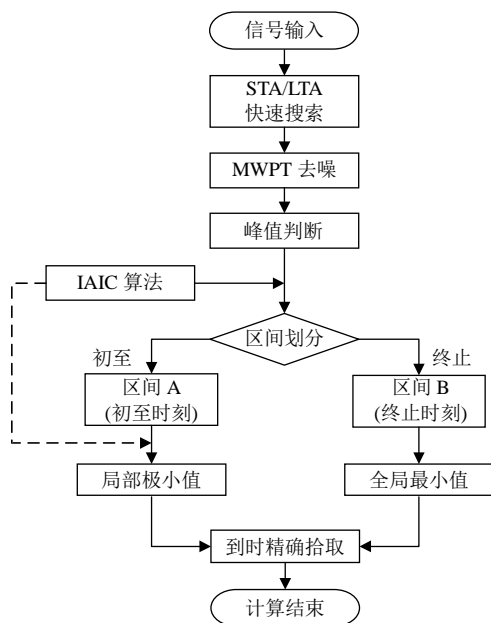 信号输入
STA/LTA
快速搜索
MWPT 去噪
峰值判断
IAIC 算法
区间划分
初至
终止
区间 A
(初至时刻)
区间 B
(终止时刻)
局部极小值
全局最小值
到时精确拾取
计算结束